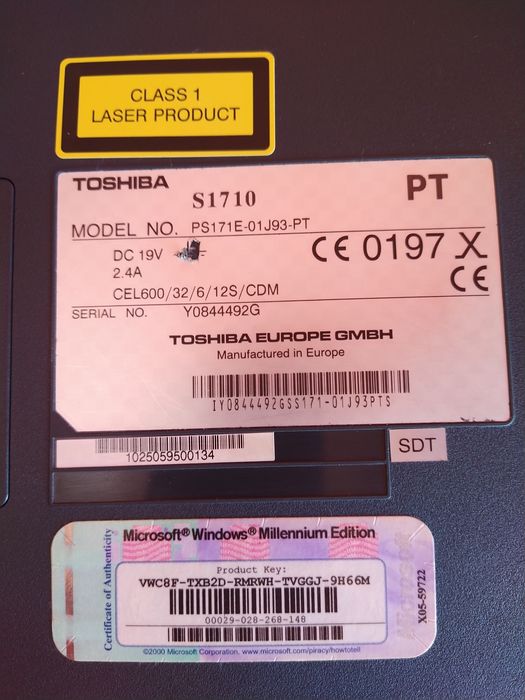 CLASS 1
LASER PRODUCT
TOSHIBA S1710 PT
MODEL NO. PS171E-01J93-PT
DC 19V
2.4A
CE 0197 X
CE
CEL600/32/6/12S/CDM
SERIAL NO. Y0844492G
TOSHIBA EUROPE GMBH
Manufactured in Europe
IY0844492GSS171-01J93PTS
1025059500134
SDT
Certificate of Authenticity
Microsoft® Windows® Millennium Edition
Product Key:
VWC8F-TXB2D-RMRWH-TVGGJ-9H66M
00029-028-268-148
©2000 Microsoft Corporation. www.microsoft.com/piracy/howtotell
Microsoft
X05-59722